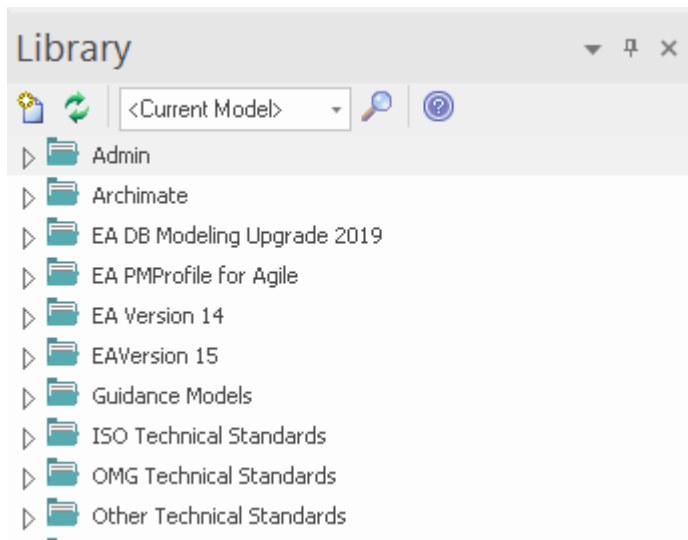 Library
<Current Model>
Admin
Archimate
EA DB Modeling Upgrade 2019
EA PMProfile for Agile
EA Version 14
EAVersion 15
Guidance Models
ISO Technical Standards
OMG Technical Standards
Other Technical Standards